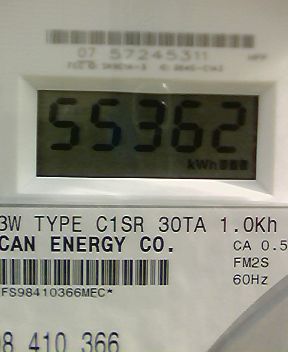 07 57245311
55362
kWh
3W TYPE C1SR 30TA 1.0Kh
CAN ENERGY CO.
CA 0.5
FM2S
60Hz
FS98410366MEC*
98 410 366